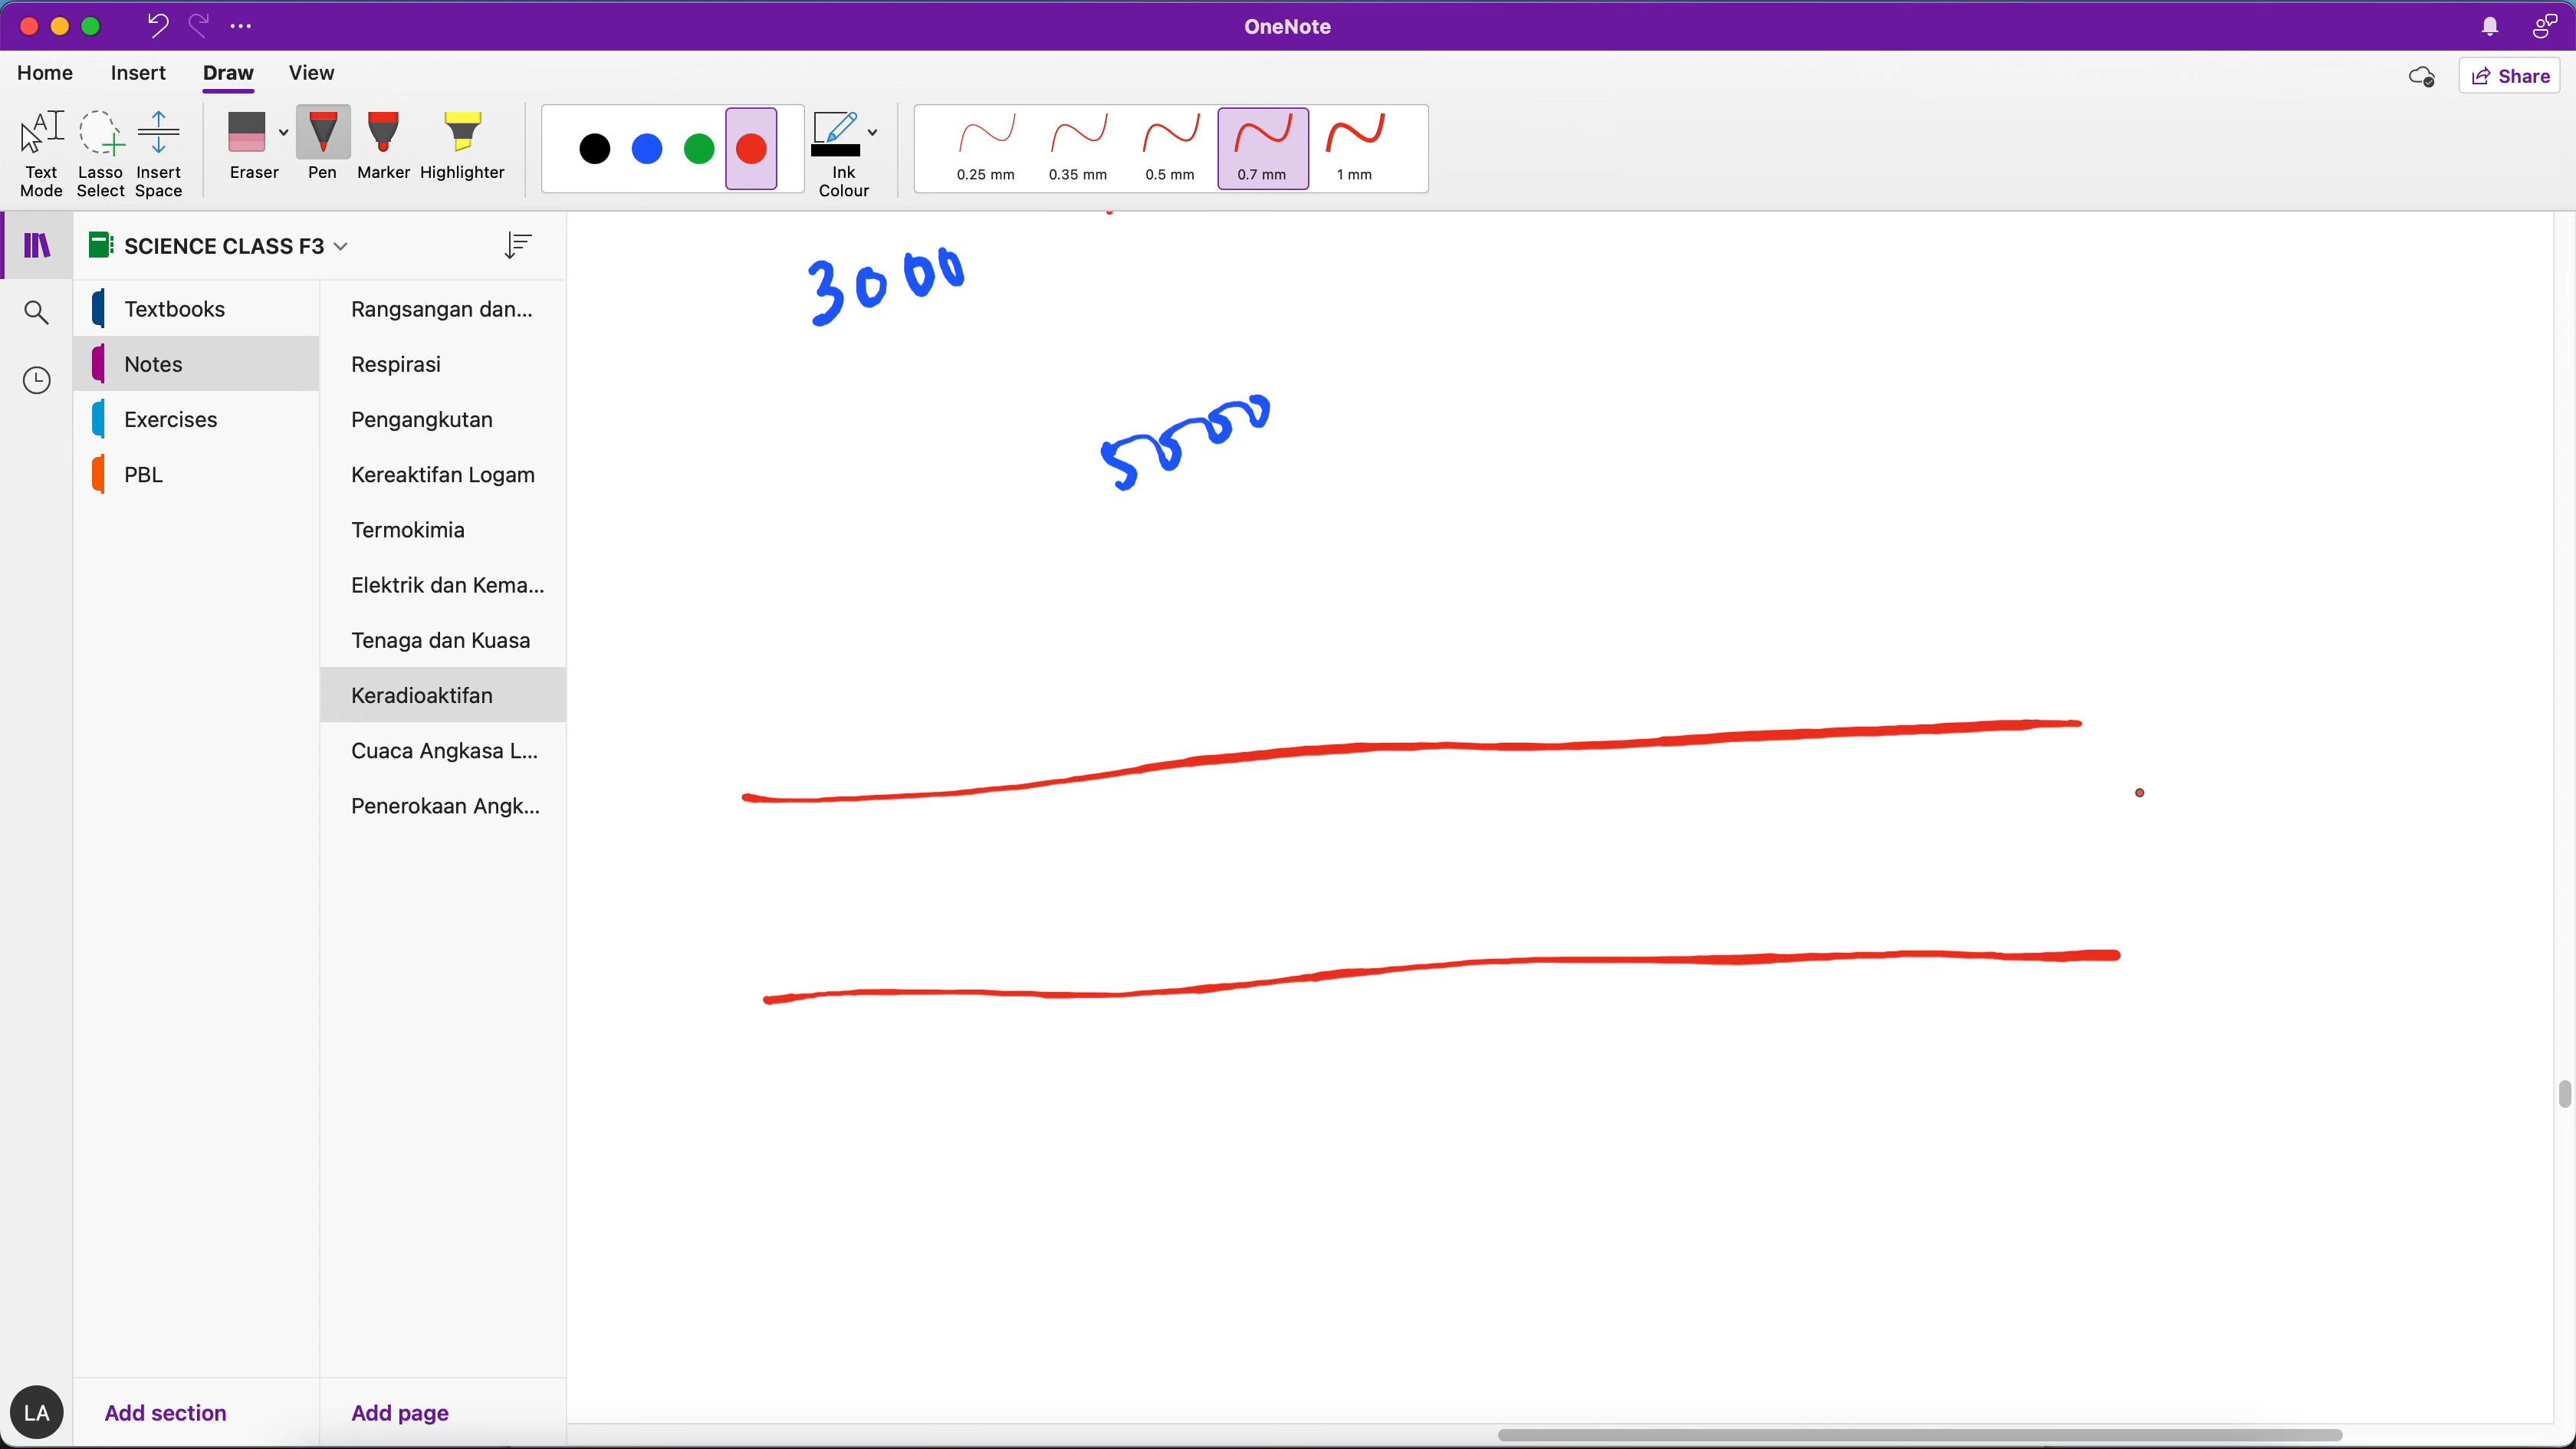 OneNote
Home Insert Draw View
Share
Text Mode
Lasso Select
Insert Space
Eraser
Pen
Marker
Highlighter
Ink Colour
0.25 mm
0.35 mm
0.5 mm
0.7 mm
1 mm
SCIENCE CLASS F3
Textbooks
Notes
Exercises
PBL
Rangsangan dan...
Respirasi
Pengangkutan
Kereaktifan Logam
Termokimia
Elektrik dan Kema...
Tenaga dan Kuasa
Keradioaktifan
Cuaca Angkasa L...
Penerokaan Angk...
3000
5000
LA
Add section
Add page